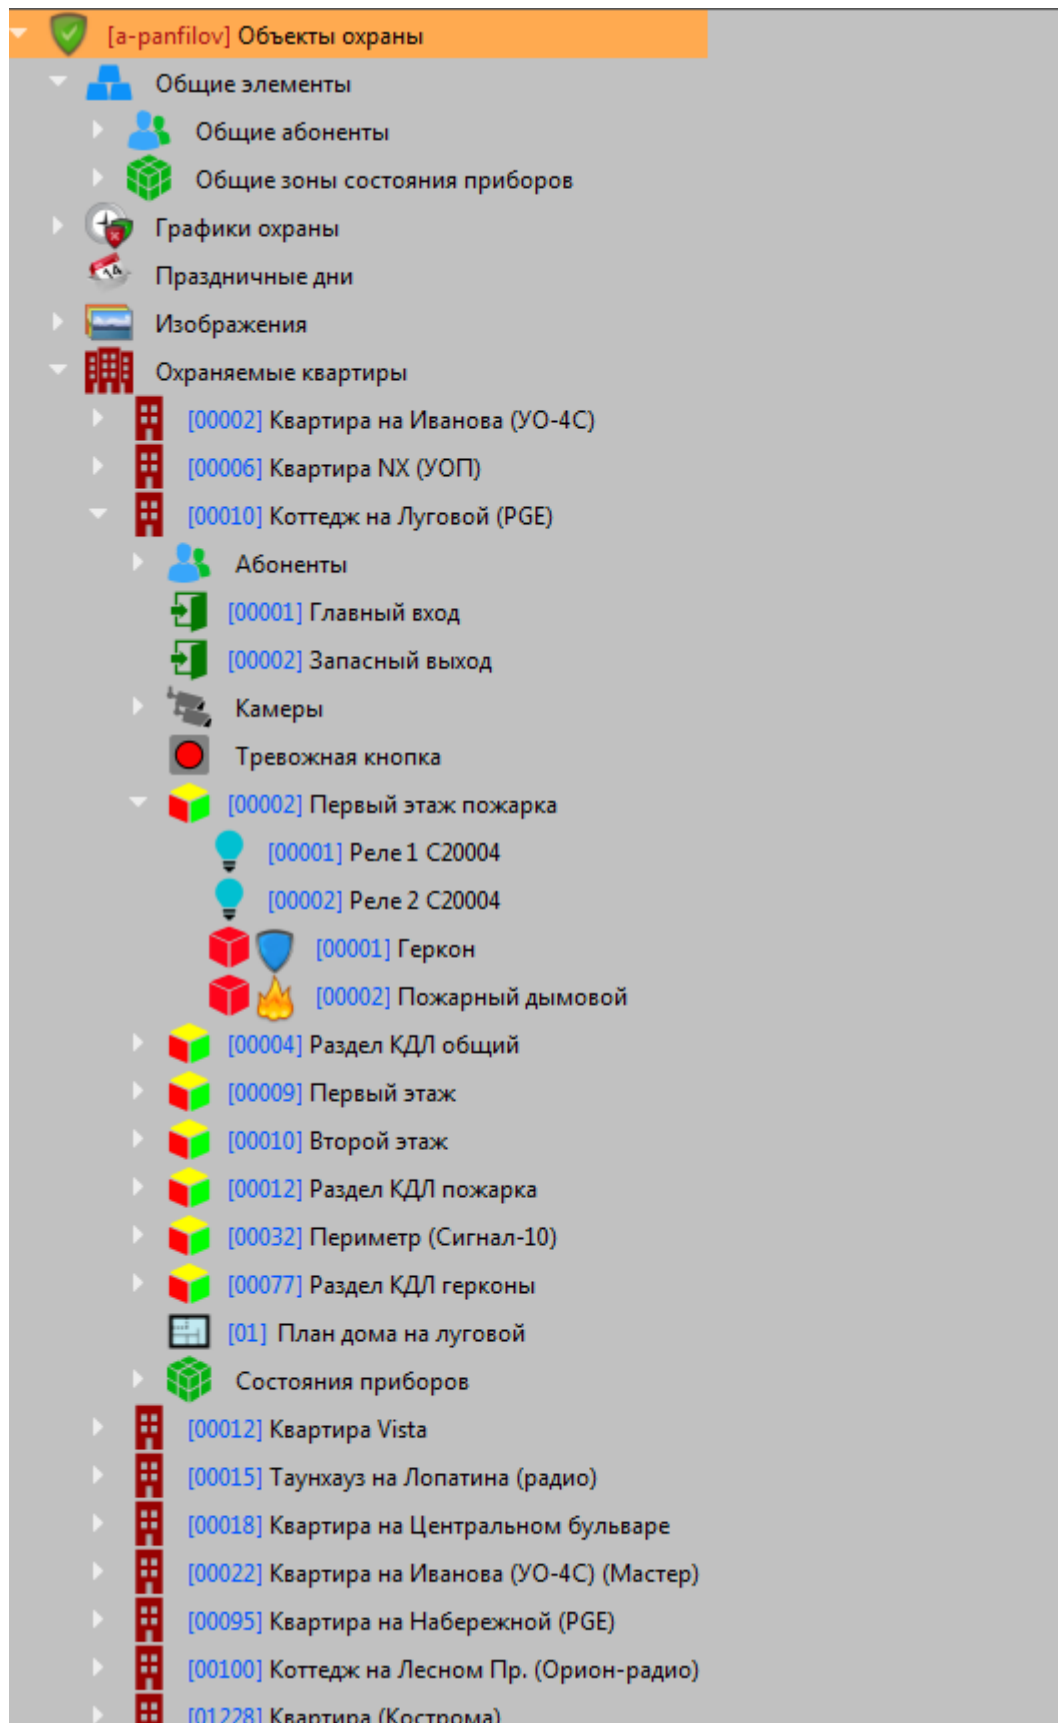 [a-panfilov] Объекты охраны
Общие элементы
Общие абоненты
Общие зоны состояния приборов
Графики охраны
14
Праздничные дни
Изображения
Охраняемые квартиры
[00002] Квартира на Иванова (УО-4С)
[00006] Квартира NX (УОП)
[00010] Коттедж на Луговой (PGE)
Абоненты
[00001] Главный вход
[00002] Запасный выход
Камеры
Тревожная кнопка
[00002] Первый этаж пожарка
[00001] Реле 1 С20004
[00002] Реле 2 С20004
[00001] Геркон
[00002] Пожарный дымовой
[00004] Раздел КДЛ общий
[00009] Первый этаж
[00010] Второй этаж
[00012] Раздел КДЛ пожарка
[00032] Периметр (Сигнал-10)
[00077] Раздел КДЛ герконы
[01] План дома на луговой
Состояния приборов
[00012] Квартира Vista
[00015] Таунхауз на Лопатина (радио)
[00018] Квартира на Центральном бульваре
[00022] Квартира на Иванова (УО-4С) (Мастер)
[00095] Квартира на Набережной (PGE)
[00100] Коттедж на Лесном Пр. (Орион-радио)
[01228] Квартира (Кострома)